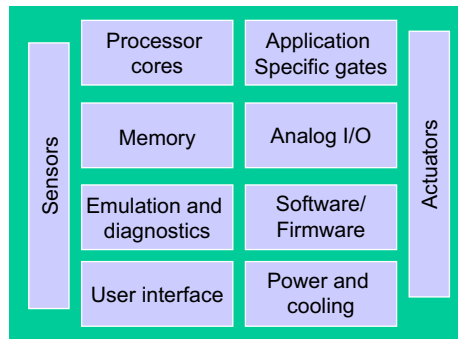 Sensors
Processor
cores
Application
Specific gates
Memory
Analog I/O
Emulation and
diagnostics
Software/
Firmware
User interface
Power and
cooling
Actuators